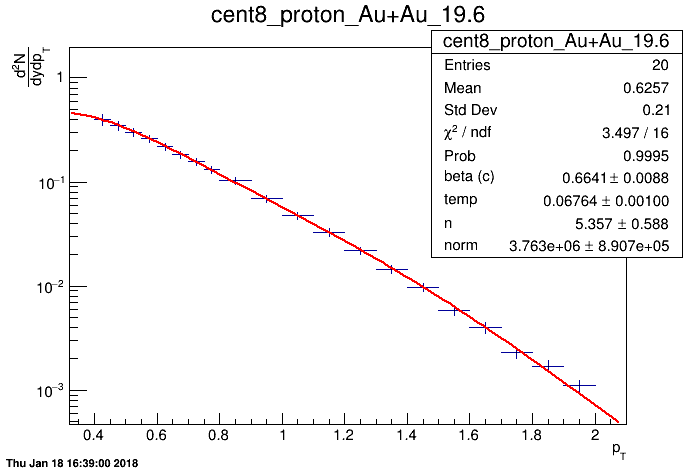 cent8_proton_Au+Au_19.6
d²N
dydp_T
cent8_proton_Au+Au_19.6
Entries 20
Mean 0.6257
Std Dev 0.21
χ² / ndf 3.497 / 16
Prob 0.9995
beta (c) 0.6641 ± 0.0088
temp 0.06764 ± 0.00100
n 5.357 ± 0.588
norm 3.763e+06 ± 8.907e+05
1
10⁻¹
10⁻²
10⁻³
0.4 0.6 0.8 1 1.2 1.4 1.6 1.8 2
p_T
Thu Jan 18 16:39:00 2018